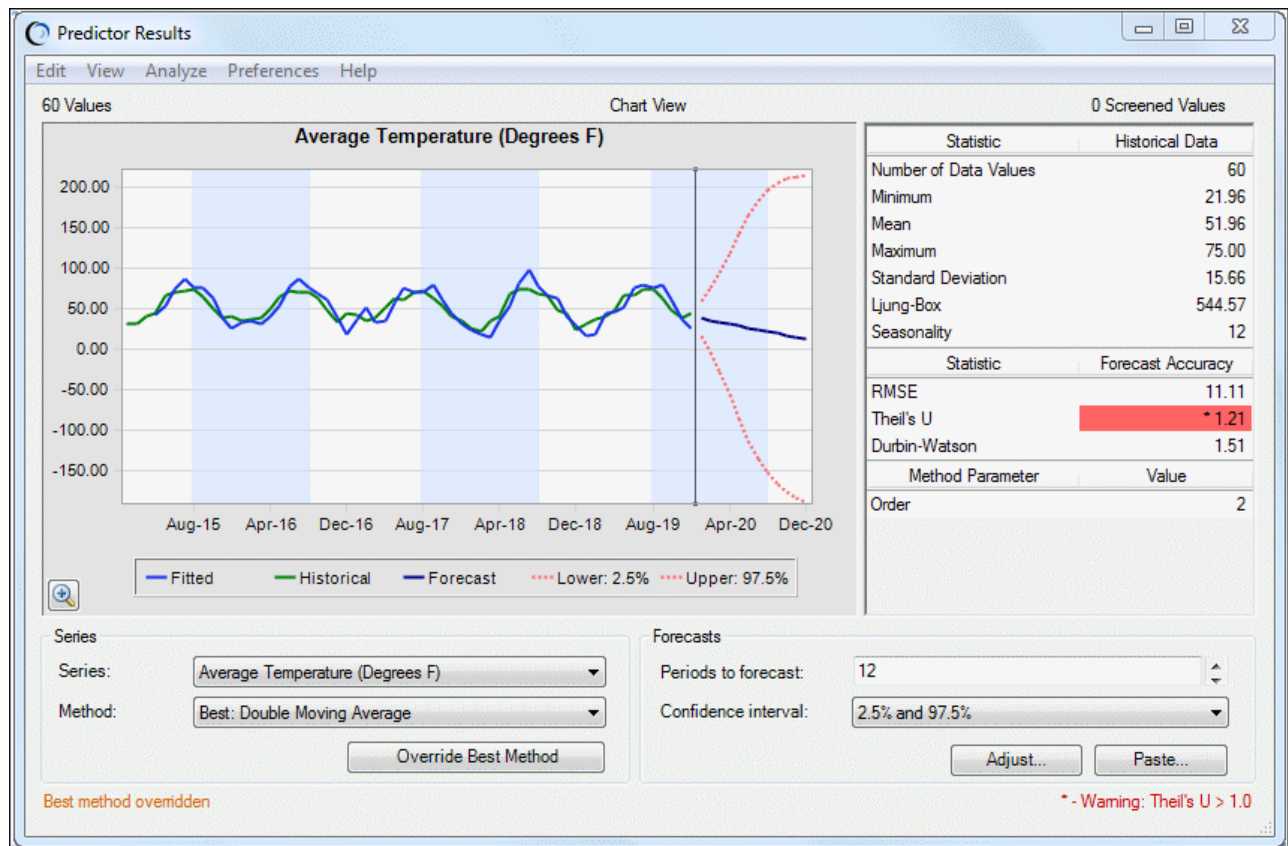 Predictor Results
Edit View Analyze Preferences Help
60 Values Chart View 0 Screened Values
Average Temperature (Degrees F)
200.00
150.00
100.00
50.00
0.00
-50.00
-100.00
-150.00
Aug-15 Apr-16 Dec-16 Aug-17 Apr-18 Dec-18 Aug-19 Apr-20 Dec-20
Fitted Historical Forecast Lower: 2.5% Upper: 97.5%
Statistic Historical Data
Number of Data Values 60
Minimum 21.96
Mean 51.96
Maximum 75.00
Standard Deviation 15.66
Ljung-Box 544.57
Seasonality 12
Statistic Forecast Accuracy
RMSE 11.11
Theil's U * 1.21
Durbin-Watson 1.51
Method Parameter Value
Order 2
Series
Series: Average Temperature (Degrees F)
Method: Best: Double Moving Average
Override Best Method
Forecasts
Periods to forecast: 12
Confidence interval: 2.5% and 97.5%
Adjust... Paste...
Best method overridden
* - Warning: Theil's U > 1.0